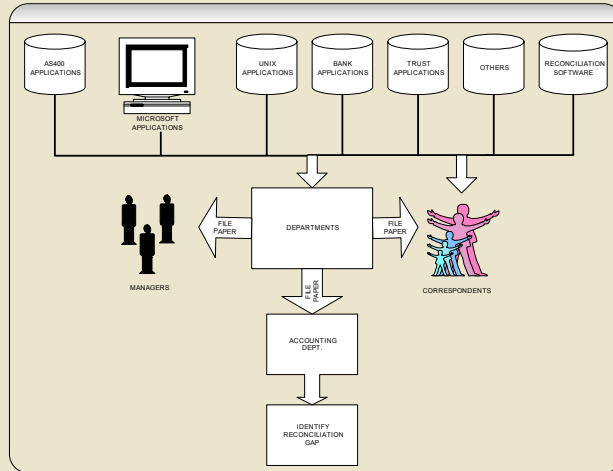 AS400
APPLICATIONS
MICROSOFT
APPLICATIONS
UNIX
APPLICATIONS
BANK
APPLICATIONS
TRUST
APPLICATIONS
OTHERS
RECONCILIATION
SOFTWARE
FILE
PAPER
DEPARTMENTS
FILE
PAPER
MANAGERS
CORRESPONDENTS
FILE
PAPER
ACCOUNTING
DEPT.
IDENTIFY
RECONCILIATION
GAP